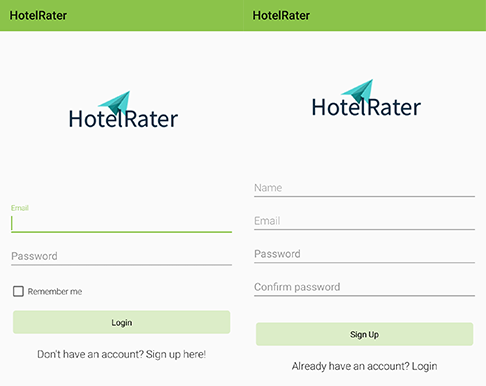 HotelRater
HotelRater
Email
Password
Remember me
Login
Don't have an account? Sign up here!
HotelRater
HotelRater
Name
Email
Password
Confirm password
Sign Up
Already have an account? Login